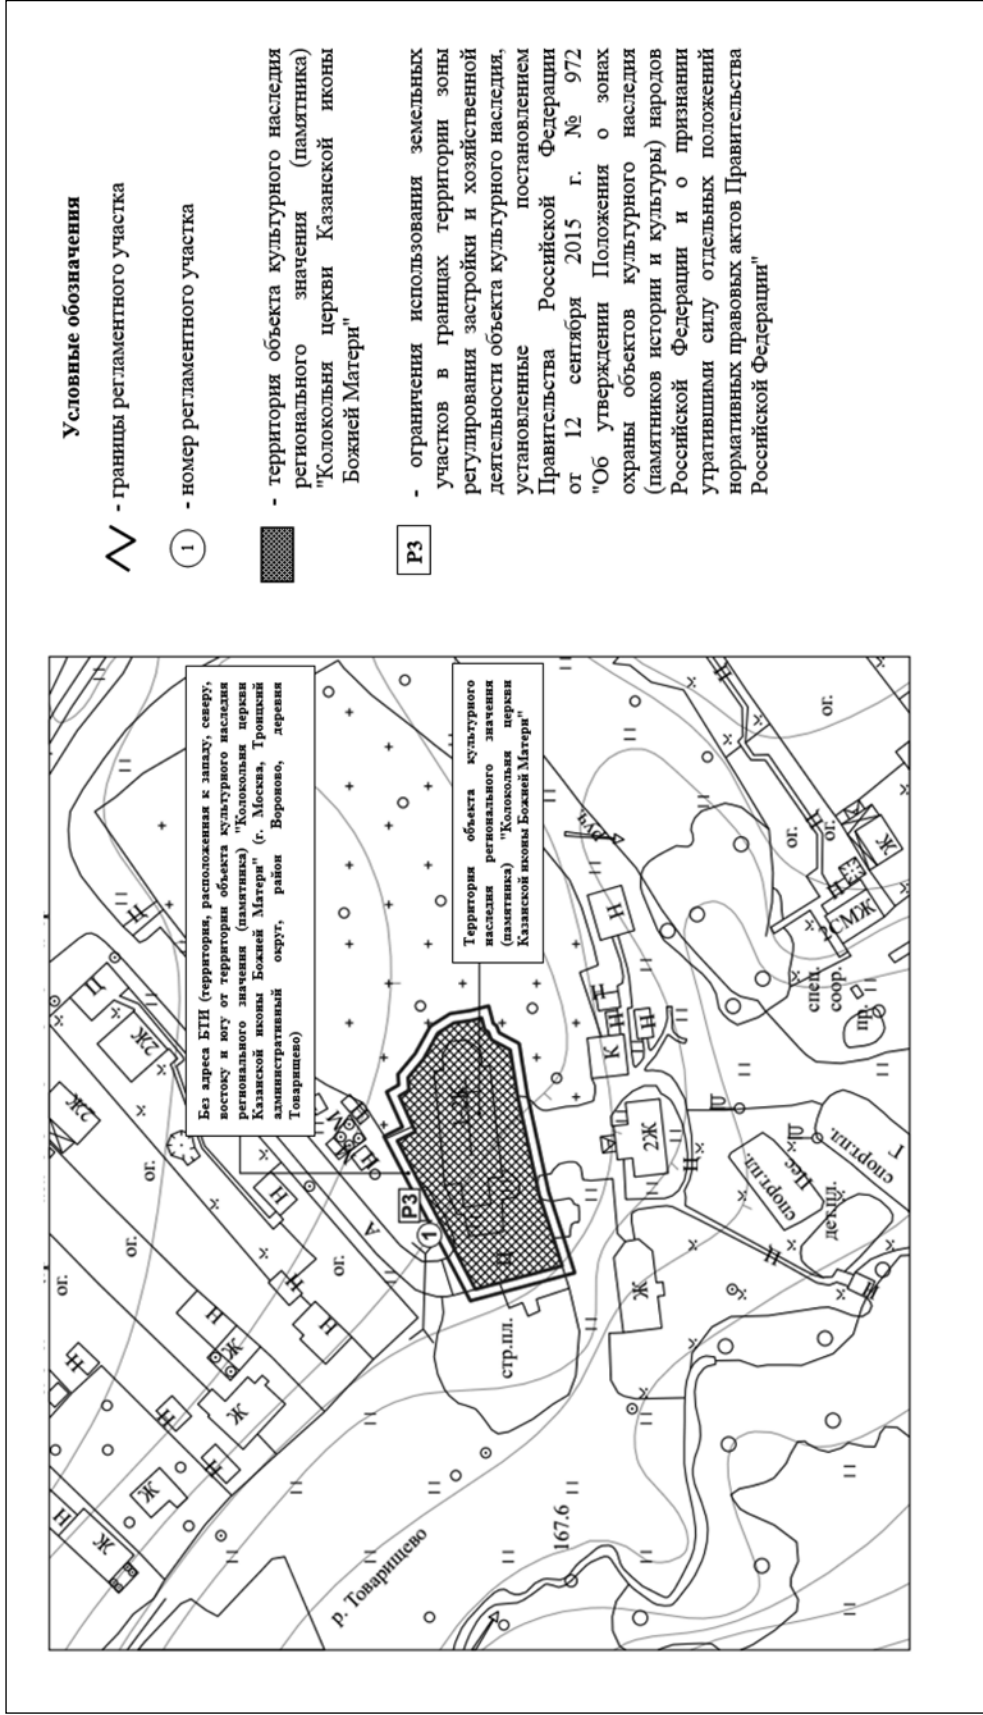 Условные обозначения
- границы регламентного участка
1
- номер регламентного участка
- территория объекта культурного наследия
регионального значения (памятника)
"Колокольня церкви Казанской иконы
Божией Матери"
Р3
- ограничения использования земельных
участков в границах территории зоны
регулирования застройки и хозяйственной
деятельности объекта культурного наследия,
установленные постановлением
Правительства Российской Федерации
от 12 сентября 2015 г. № 972
"Об утверждении Положения о зонах
охраны объектов культурного наследия
(памятников истории и культуры) народов
Российской Федерации и о признании
утратившими силу отдельных положений
нормативных правовых актов Правительства
Российской Федерации"
Без адреса БТИ (территория, расположенная к западу, северу,
востоку и югу от территории объекта культурного наследия
регионального значения (памятника) "Колокольня церкви
Казанской иконы Божией Матери" (г. Москва, Троицкий
административный округ, район Вороново, деревня
Товарищево)
Территория объекта культурного
наследия регионального значения
(памятника) "Колокольня церкви
Казанской иконы Божией Матери"
Р3
1
А
М
Д
2Ж
2Ж
ог.
ог.
ог.
ог.
Н
Н
Н
Н
Ж
Н
Н
Н
Ж
Ж
Н
Ж
р. Товарищево
167.6
стр.пл.
руч.
Н
Н
Н
Н
К
2Ж
Ц
Ж
Ц
Ц
ог.
ог.
ог.
Ж
2СМЖ
спец.
соор.
пр.
Пес.
спорт.пл.
спорт.пл.
Г
дет.пл.
И